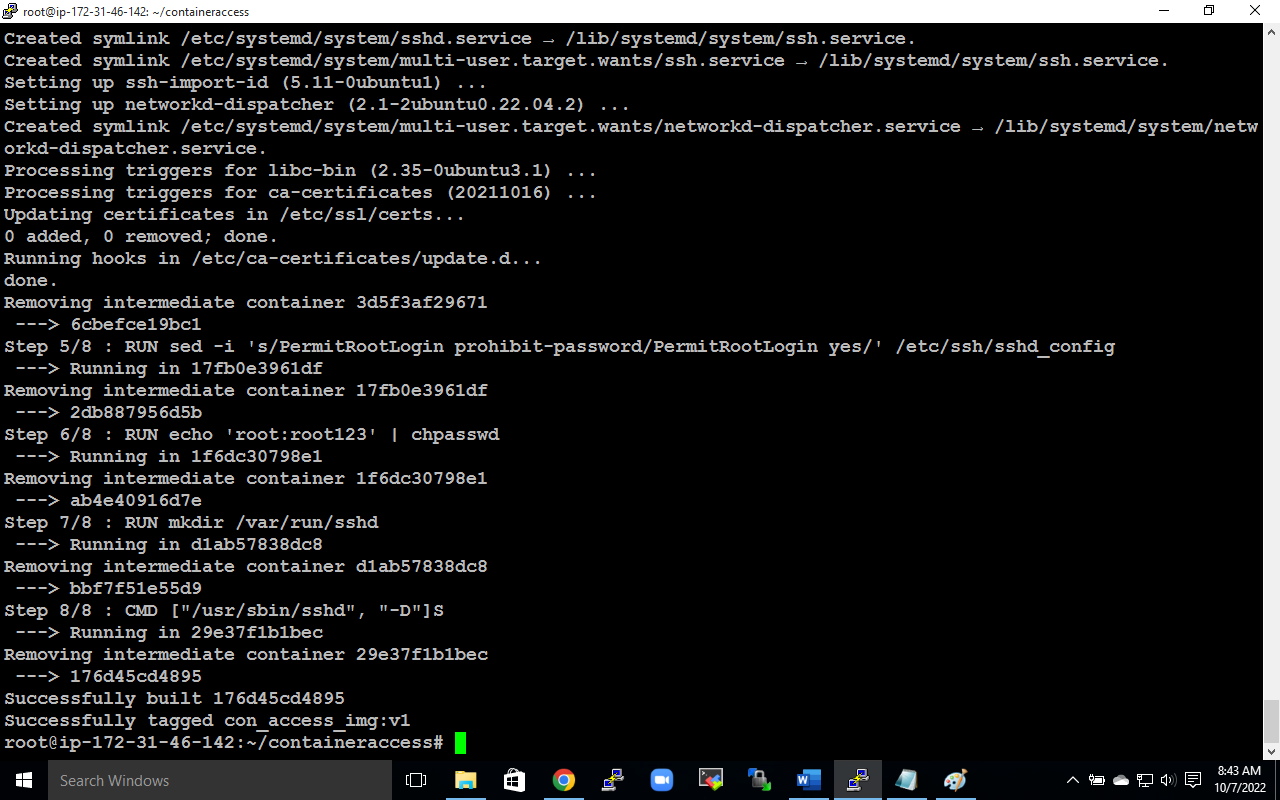 root@ip-172-31-46-142: ~/containeraccess
Created symlink /etc/systemd/system/sshd.service → /lib/systemd/system/ssh.service.
Created symlink /etc/systemd/system/multi-user.target.wants/ssh.service → /lib/systemd/system/ssh.service.
Setting up ssh-import-id (5.11-0ubuntu1) ...
Setting up networkd-dispatcher (2.1-2ubuntu0.22.04.2) ...
Created symlink /etc/systemd/system/multi-user.target.wants/networkd-dispatcher.service → /lib/systemd/system/netw
orkd-dispatcher.service.
Processing triggers for libc-bin (2.35-0ubuntu3.1) ...
Processing triggers for ca-certificates (20211016) ...
Updating certificates in /etc/ssl/certs...
0 added, 0 removed; done.
Running hooks in /etc/ca-certificates/update.d...
done.
Removing intermediate container 3d5f3af29671
 ---> 6cbefce19bc1
Step 5/8 : RUN sed -i 's/PermitRootLogin prohibit-password/PermitRootLogin yes/' /etc/ssh/sshd_config
 ---> Running in 17fb0e3961df
Removing intermediate container 17fb0e3961df
 ---> 2db887956d5b
Step 6/8 : RUN echo 'root:root123' | chpasswd
 ---> Running in 1f6dc30798e1
Removing intermediate container 1f6dc30798e1
 ---> ab4e40916d7e
Step 7/8 : RUN mkdir /var/run/sshd
 ---> Running in d1ab57838dc8
Removing intermediate container d1ab57838dc8
 ---> bbf7f51e55d9
Step 8/8 : CMD ["/usr/sbin/sshd", "-D"]S
 ---> Running in 29e37f1b1bec
Removing intermediate container 29e37f1b1bec
 ---> 176d45cd4895
Successfully built 176d45cd4895
Successfully tagged con_access_img:v1
root@ip-172-31-46-142:~/containeraccess#
Search Windows
8:43 AM
10/7/2022